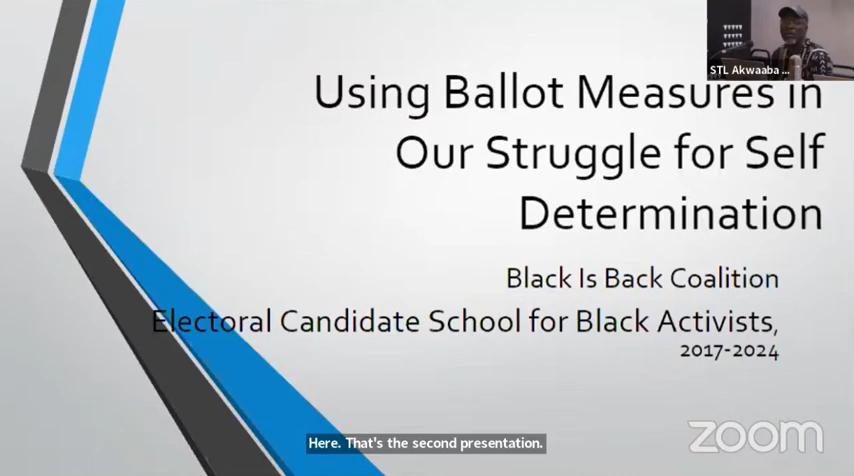 STL Akwaaba ...
Using Ballot Measures in
Our Struggle for Self
Determination
Black Is Back Coalition
Electoral Candidate School for Black Activists,
2017-2024
Here. That's the second presentation.
zoom